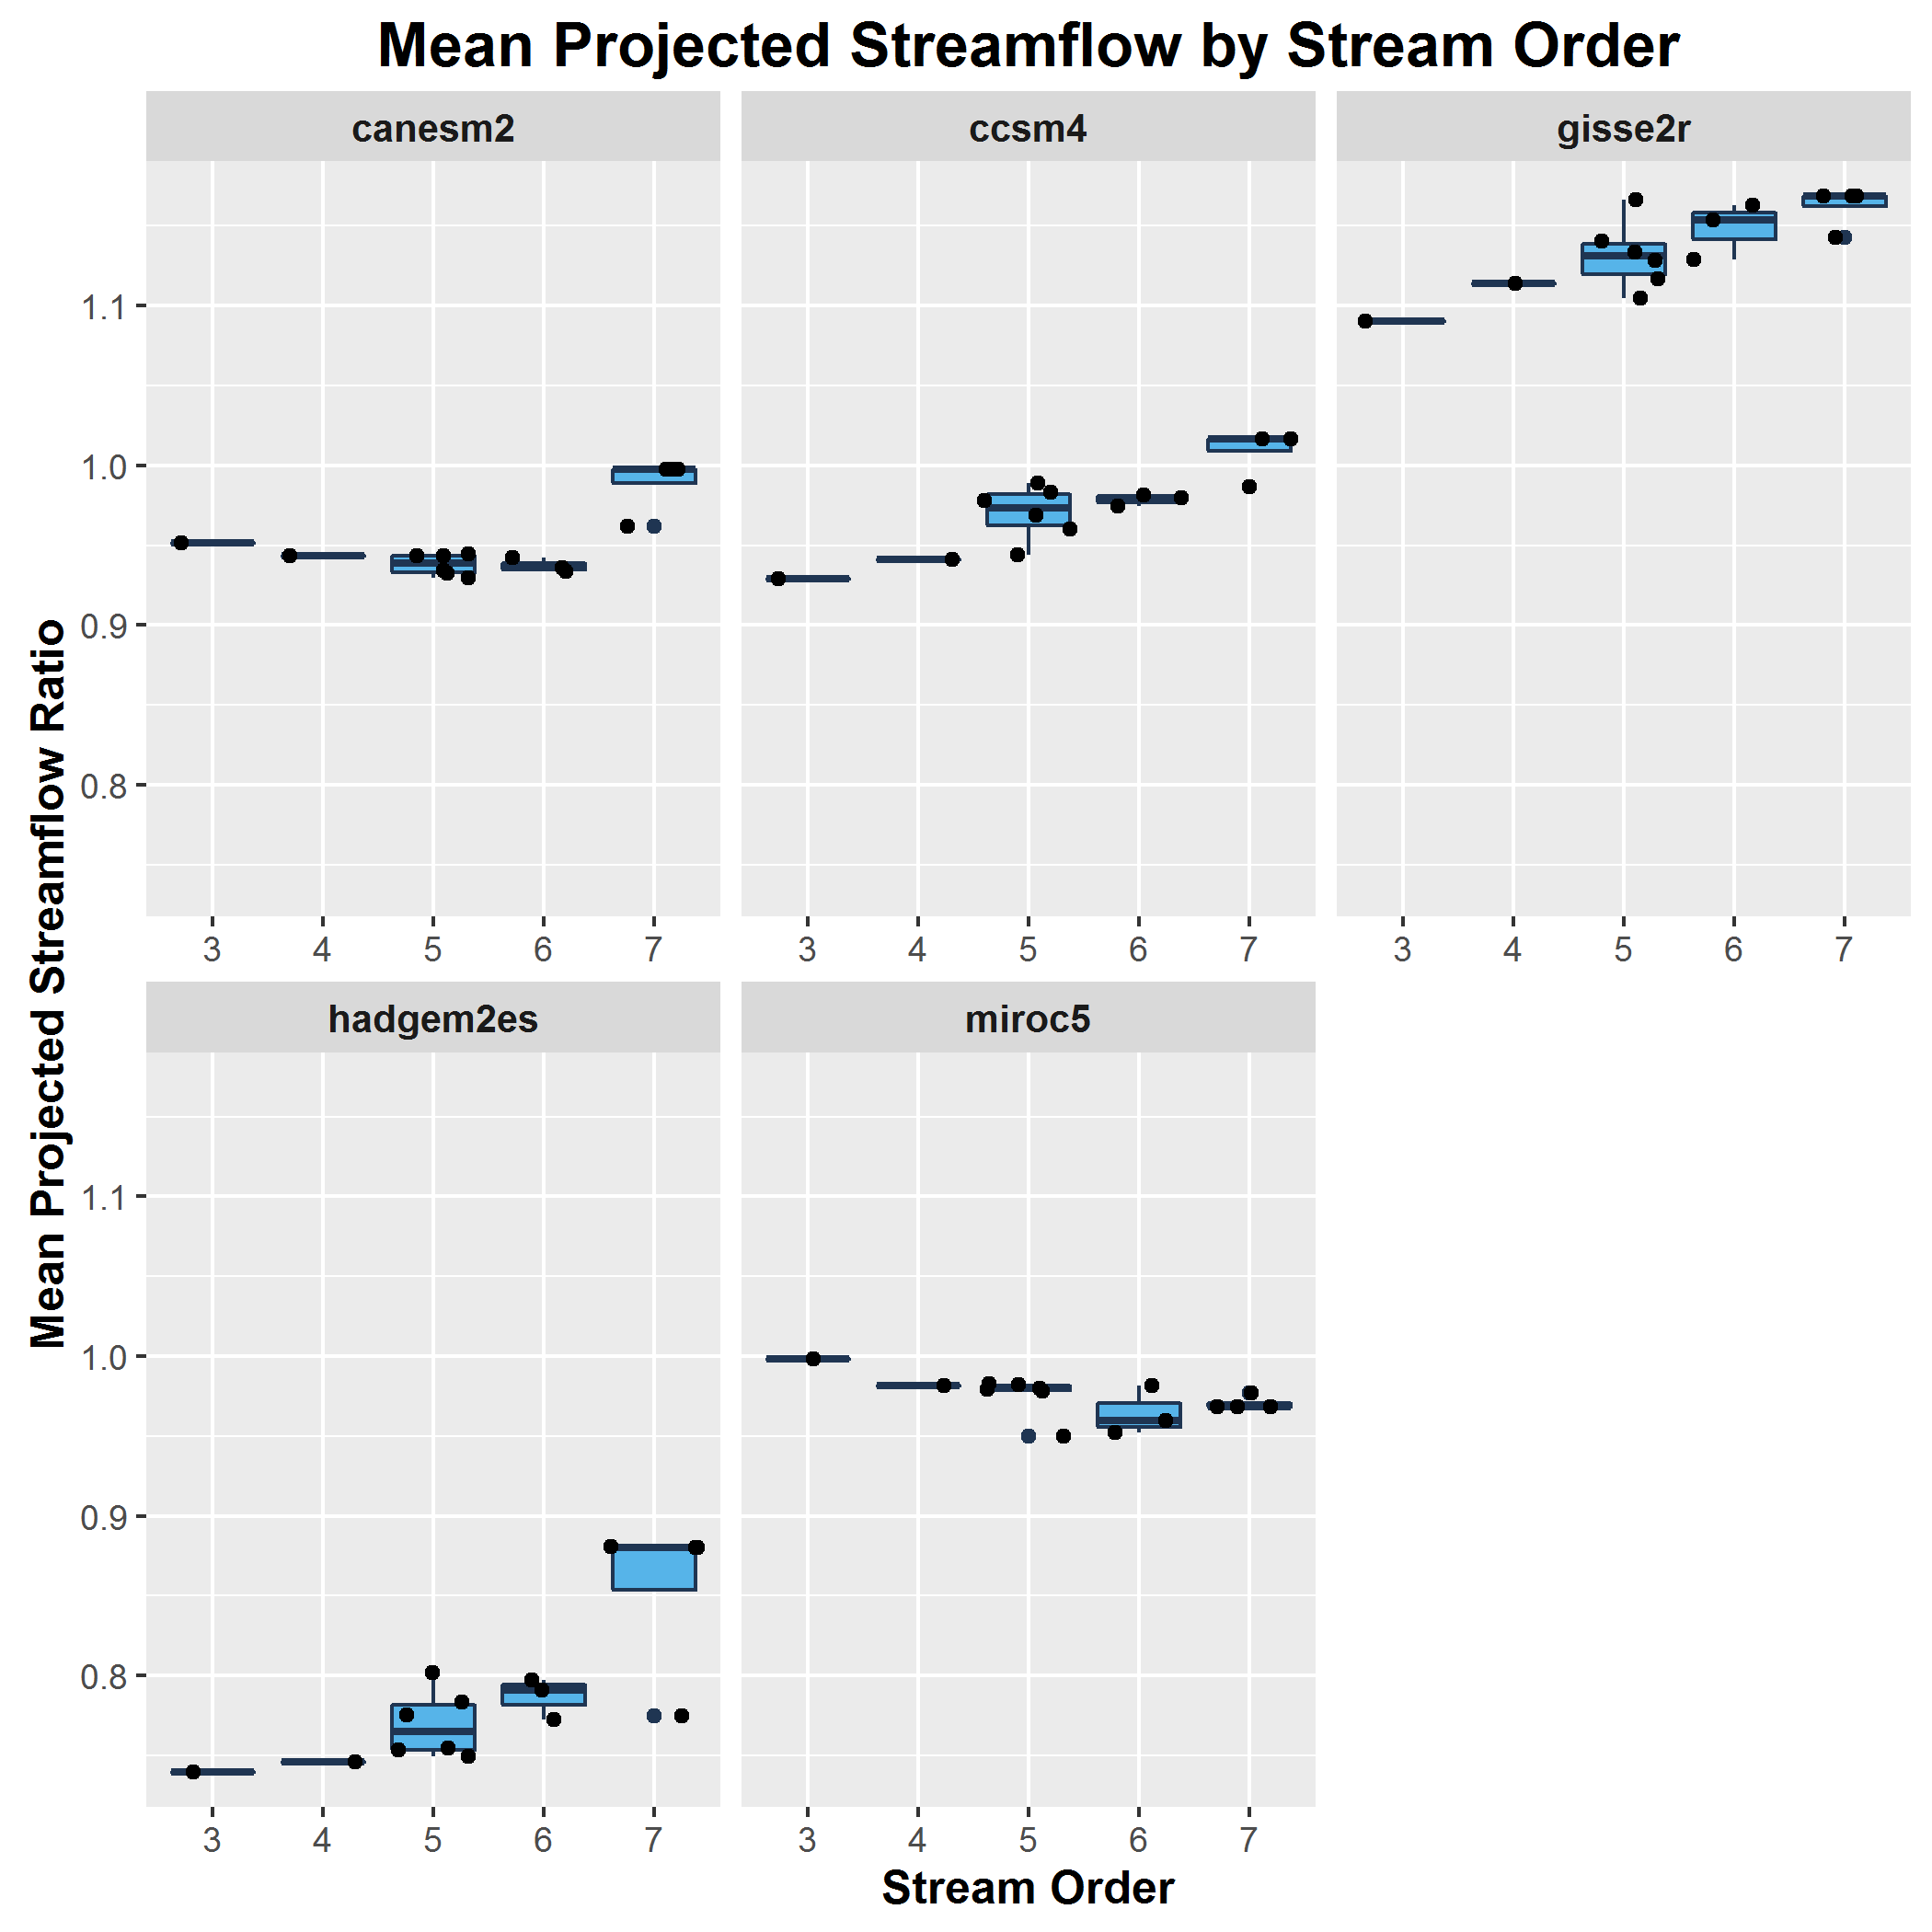 Mean Projected Streamflow by Stream Order
canesm2
ccsm4
gisse2r
1.1
1.0
0.9
0.8
3 4 5 6 7
3 4 5 6 7
3 4 5 6 7
Mean Projected Streamflow Ratio
hadgem2es
miroc5
1.1
1.0
0.9
0.8
3 4 5 6 7
3 4 5 6 7
Stream Order